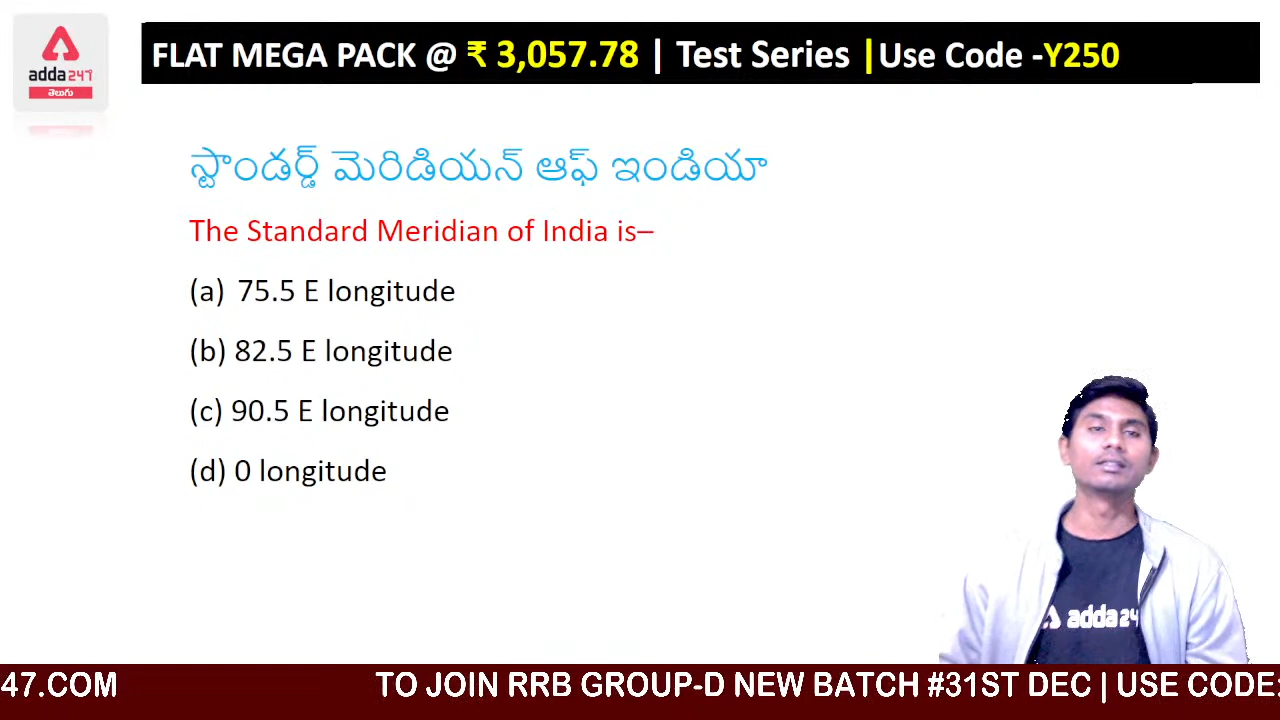 FLAT MEGA PACK @ ₹ 3,057.78 | Test Series |Use Code -Y250
adda247
తెలుగు
స్టాండర్డ్ మెరిడియన్ ఆఫ్ ఇండియా
The Standard Meridian of India is–
(a) 75.5 E longitude
(b) 82.5 E longitude
(c) 90.5 E longitude
(d) 0 longitude
adda24
47.COM TO JOIN RRB GROUP-D NEW BATCH #31ST DEC | USE CODE: